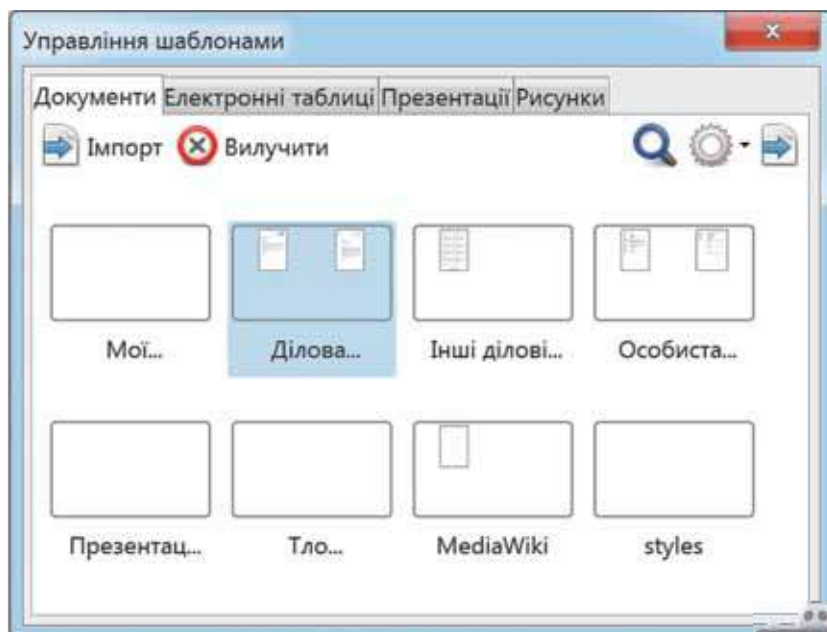 Управління шаблонами
Документи Електронні таблиці Презентації Рисунки
Імпорт Вилучити
Мої... Ділова... Інші ділові... Особиста...
Презентац... Тло... MediaWiki styles